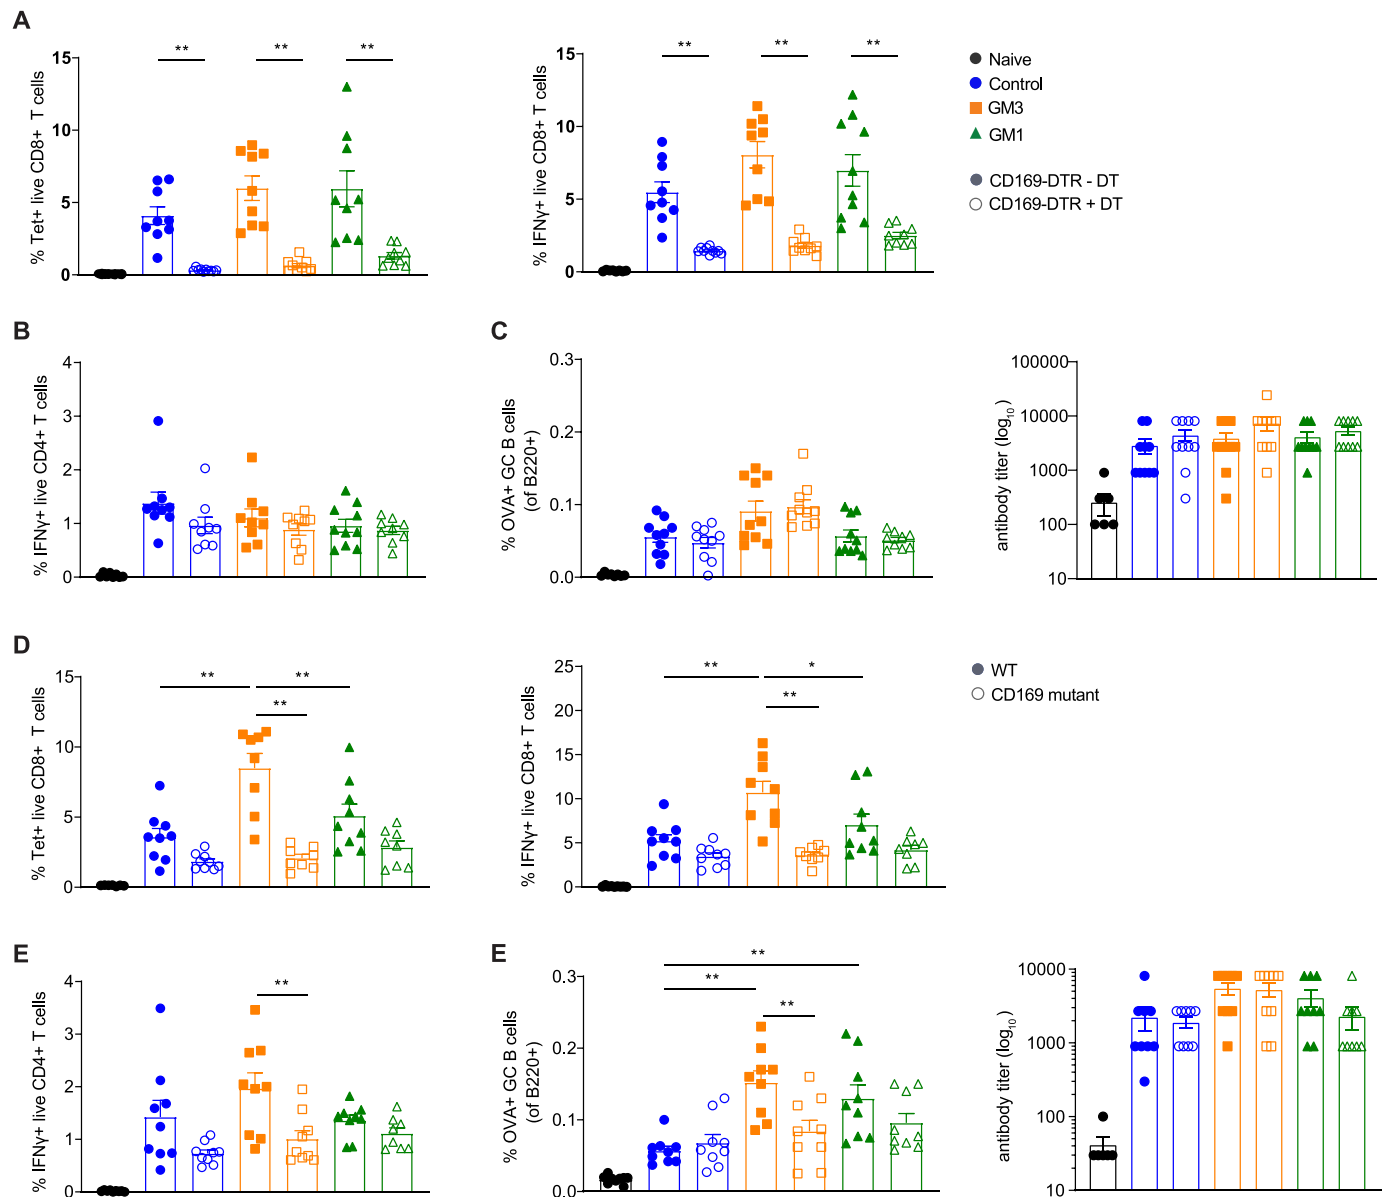 A
% Tet+ live CD8+ T cells
15
10
5
0
**
**
**
% IFNγ+ live CD8+ T cells
15
10
5
0
**
**
**
Naive
Control
GM3
GM1
CD169-DTR - DT
CD169-DTR + DT
B
% IFNγ+ live CD4+ T cells
4
3
2
1
0
C
% OVA+ GC B cells
(of B220+)
0.3
0.2
0.1
0.0
antibody titer (log10)
100000
10000
1000
100
10
D
% Tet+ live CD8+ T cells
15
10
5
0
**
**
**
% IFNγ+ live CD8+ T cells
25
20
15
10
5
0
**
*
**
WT
CD169 mutant
E
% IFNγ+ live CD4+ T cells
4
3
2
1
0
**
E
% OVA+ GC B cells
(of B220+)
0.3
0.2
0.1
0.0
**
**
**
antibody titer (log10)
10000
1000
100
10